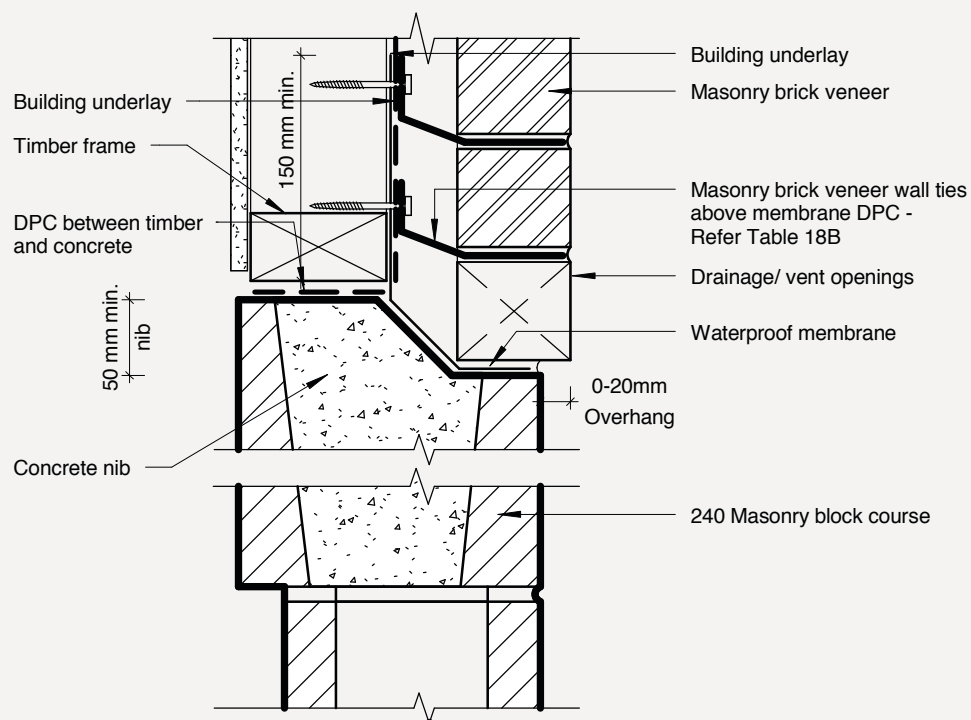 Building underlay
Timber frame
DPC between timber
and concrete
150 mm min.
50 mm min.
nib
Concrete nib
Building underlay
Masonry brick veneer
Masonry brick veneer wall ties
above membrane DPC -
Refer Table 18B
Drainage/ vent openings
Waterproof membrane
0-20mm
Overhang
240 Masonry block course